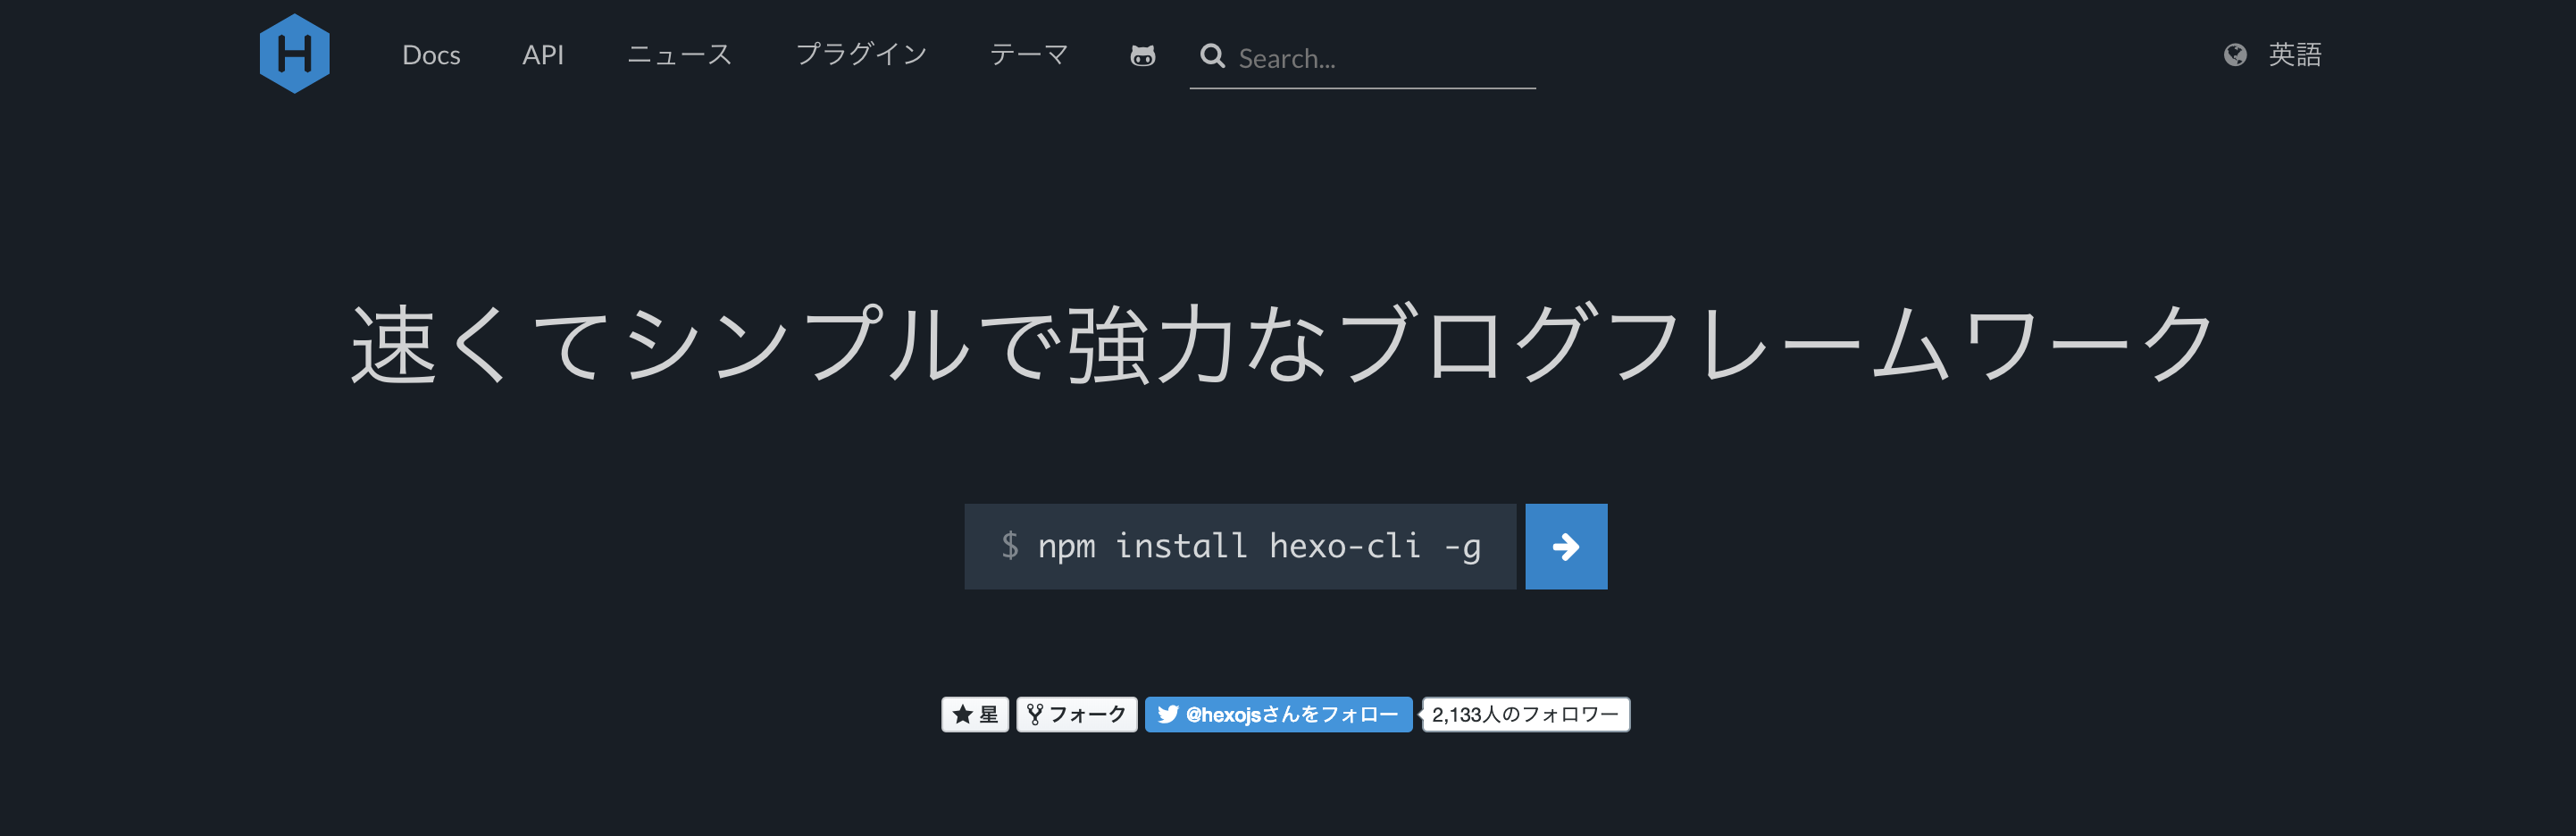 H Docs API ニュース プラグイン テーマ Search... 英語
速くてシンプルで強力なブログフレームワーク
$ npm install hexo-cli -g
星 フォーク @hexojsさんをフォロー 2,133人のフォロワー